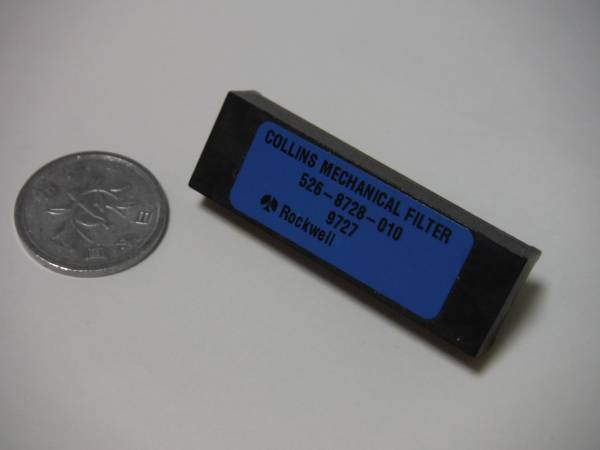 COLLINS MECHANICAL FILTER
526-8728-010
9727
Rockwell